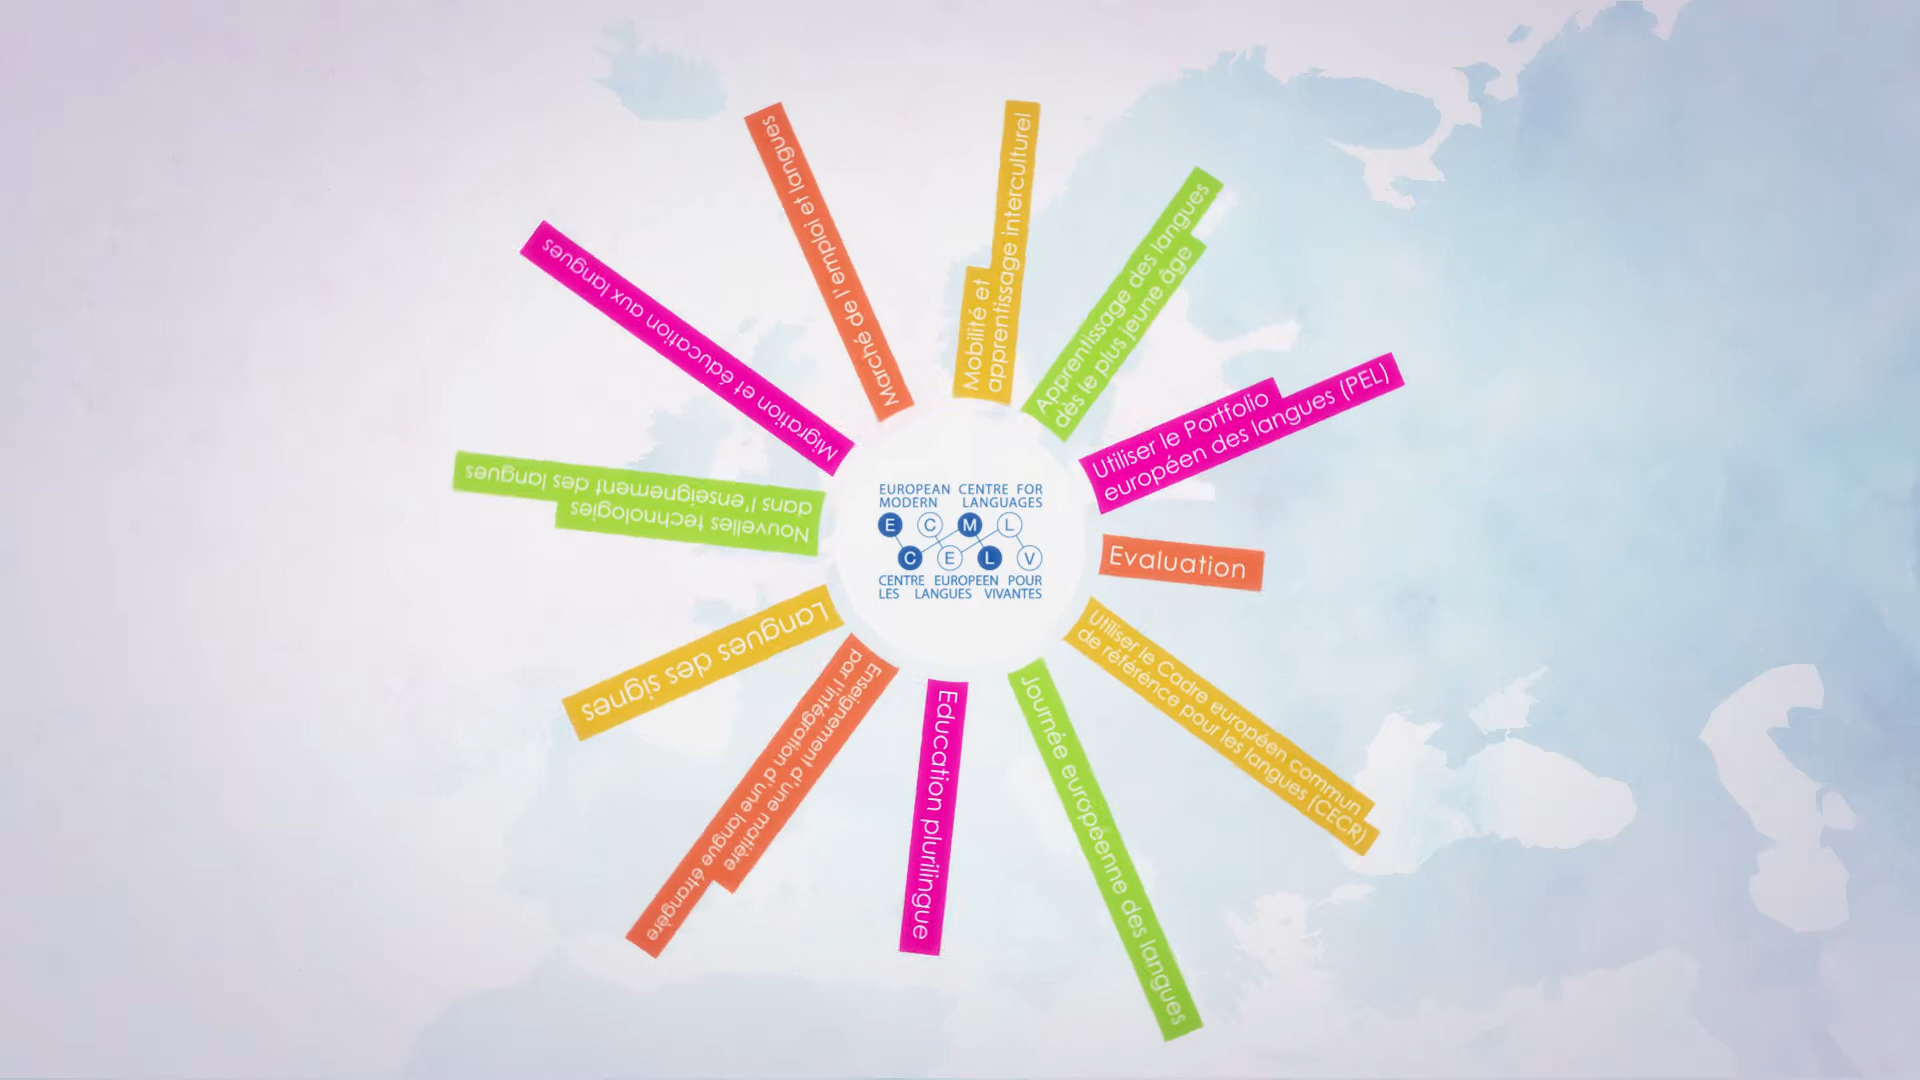 EUROPEAN CENTRE FOR
MODERN LANGUAGES
E C M L
C E L V
CENTRE EUROPEEN POUR
LES LANGUES VIVANTES
Mobilité et
apprentissage interculturel
Apprentissage des langues
dès le plus jeune âge
Utiliser le Portfolio
européen des langues (PEL)
Evaluation
Utiliser le Cadre européen commun
de référence pour les langues (CECR)
Journée européenne des langues
Education plurilingue
Enseignement d'une matière
par l'intégration d'une langue étrangère
Langues des signes
Nouvelles technologies
dans l'enseignement des langues
Migration et éducation aux langues
Marché de l'emploi et langues